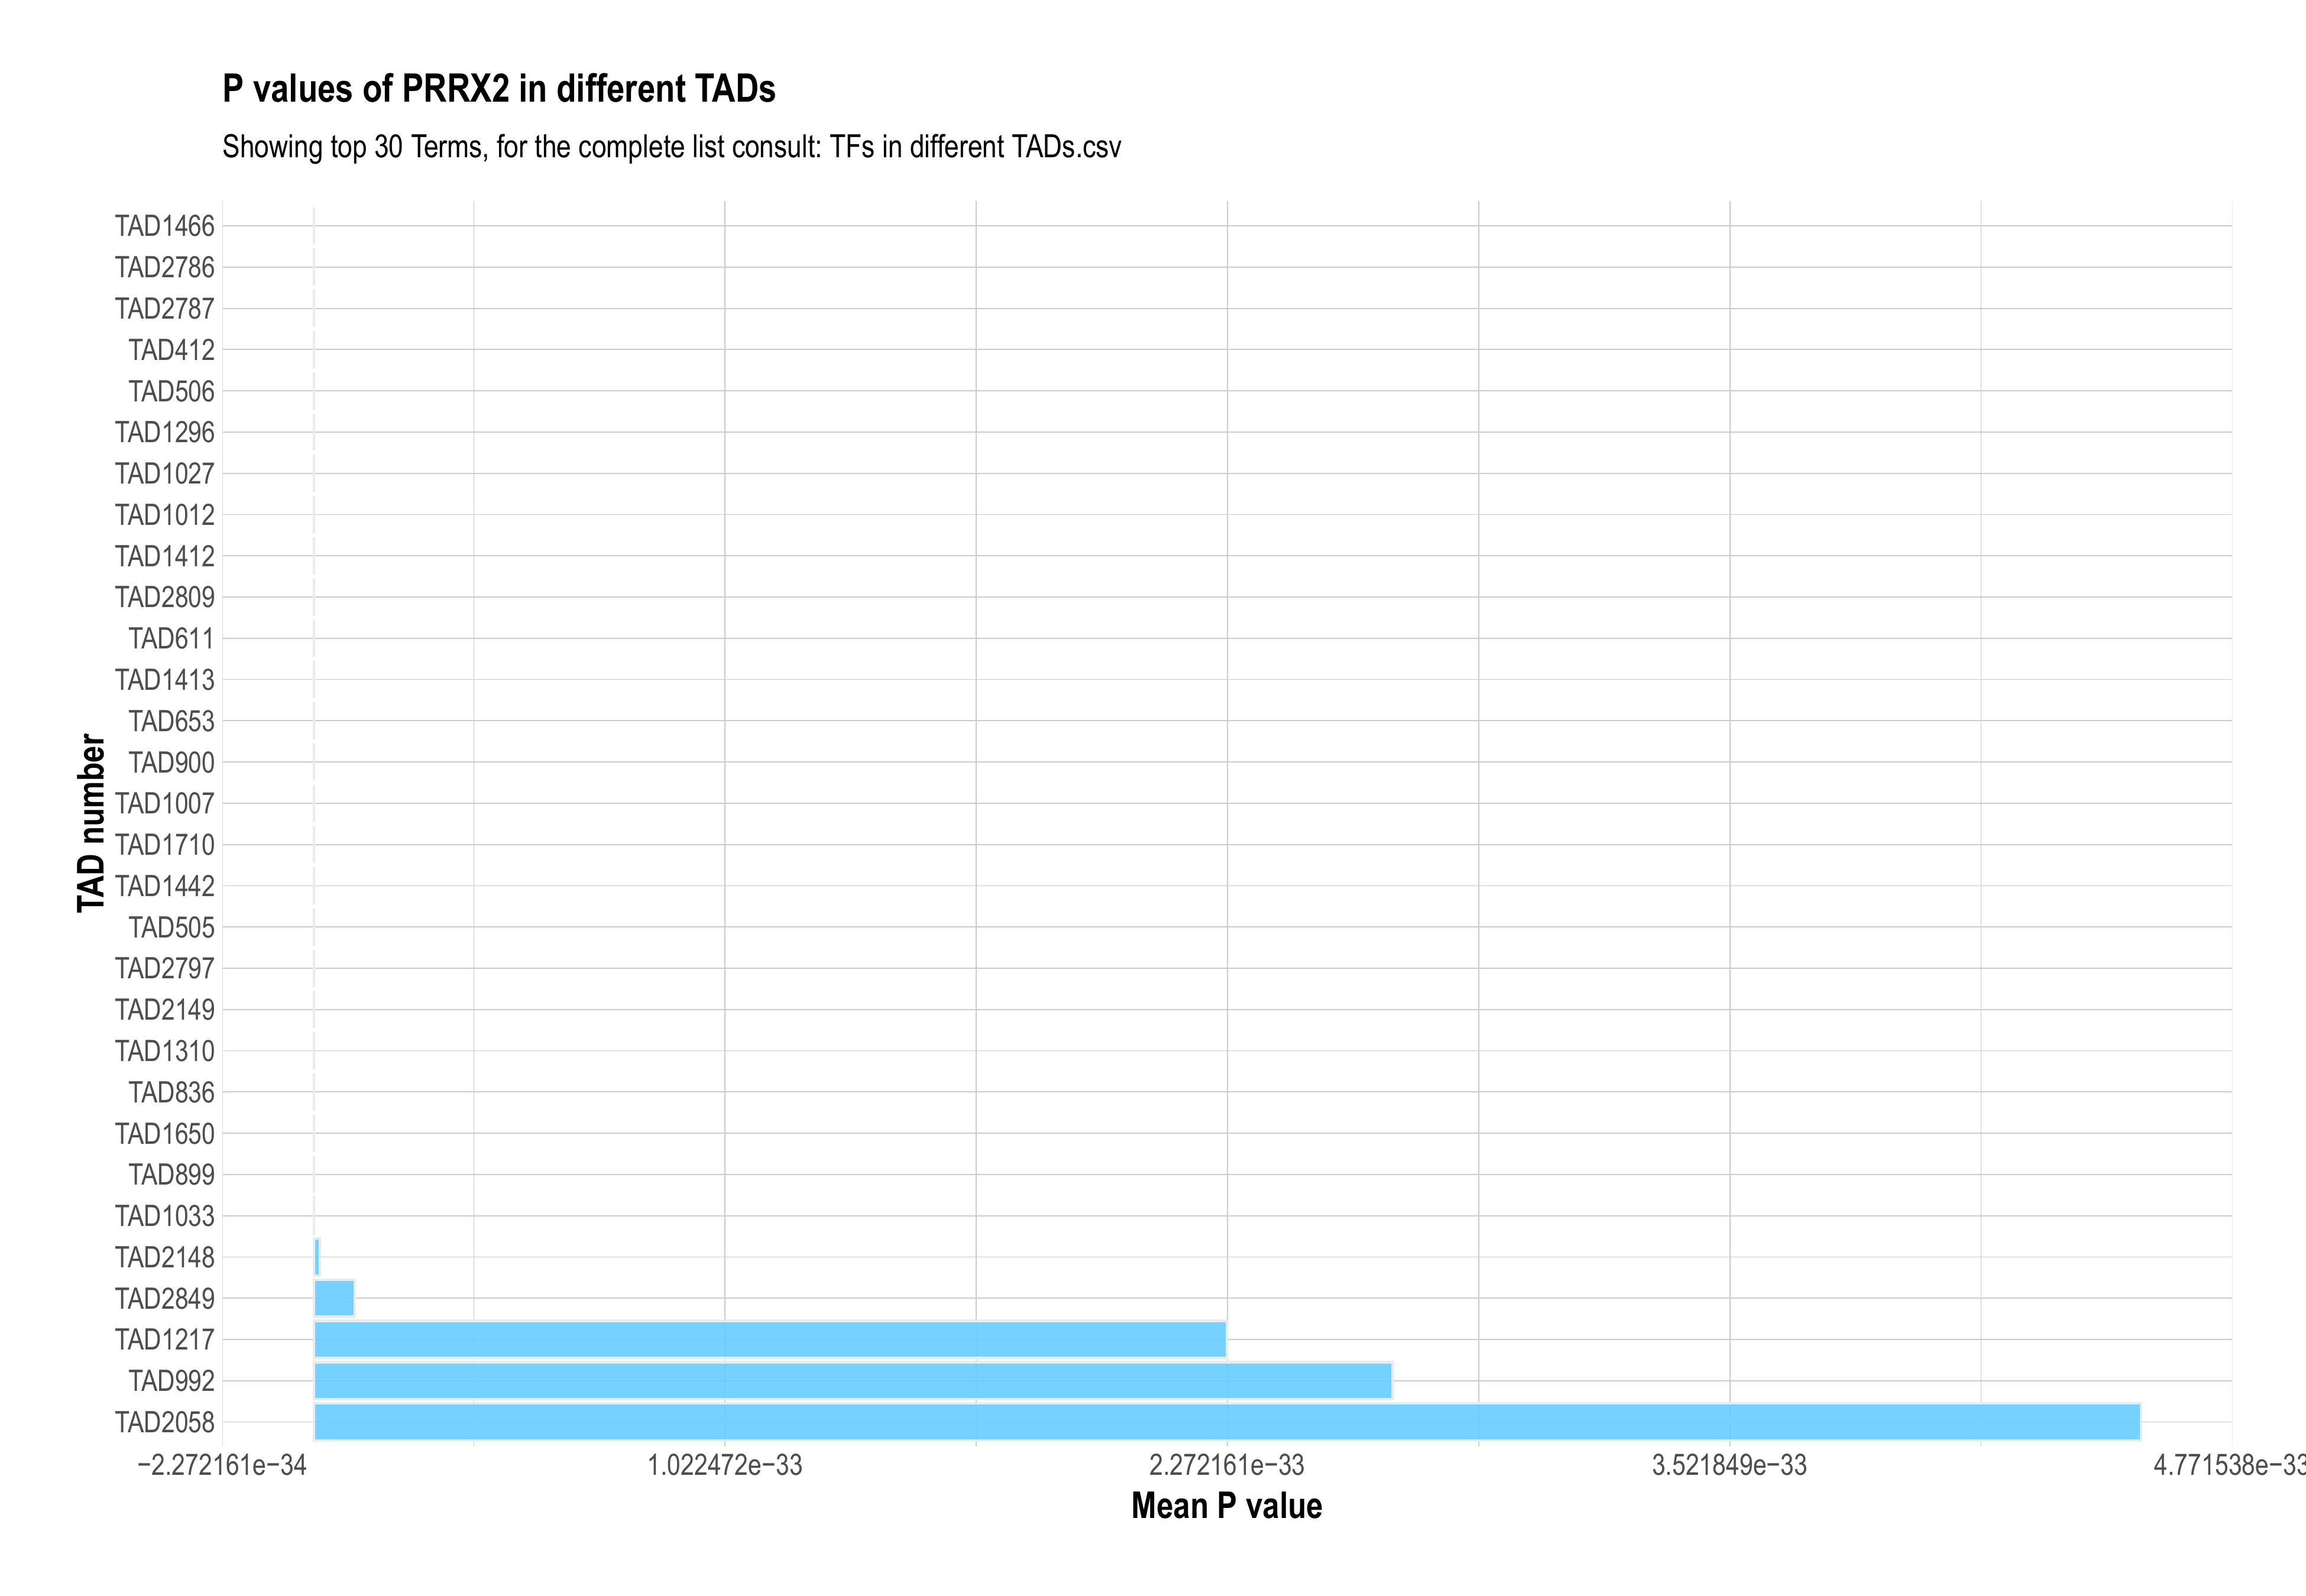 P values of PRRX2 in different TADs
Showing top 30 Terms, for the complete list consult: TFs in different TADs.csv
TAD number
TAD1466
TAD2786
TAD2787
TAD412
TAD506
TAD1296
TAD1027
TAD1012
TAD1412
TAD2809
TAD611
TAD1413
TAD653
TAD900
TAD1007
TAD1710
TAD1442
TAD505
TAD2797
TAD2149
TAD1310
TAD836
TAD1650
TAD899
TAD1033
TAD2148
TAD2849
TAD1217
TAD992
TAD2058
−2.272161e−34 1.022472e−33 2.272161e−33 3.521849e−33 4.771538e−33
Mean P value